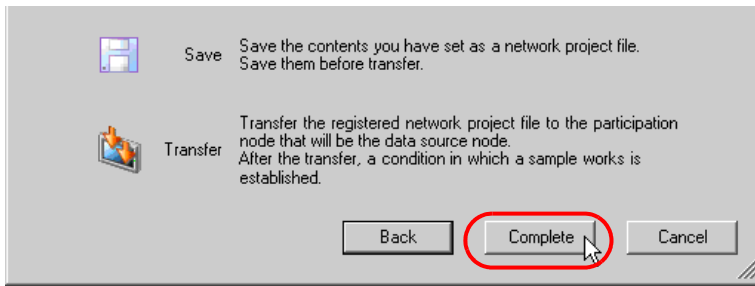 Save Save the contents you have set as a network project file.
Save them before transfer.
Transfer the registered network project file to the participation
Transfer node that will be the data source node.
After the transfer, a condition in which a sample works is
established.
Back Complete Cancel